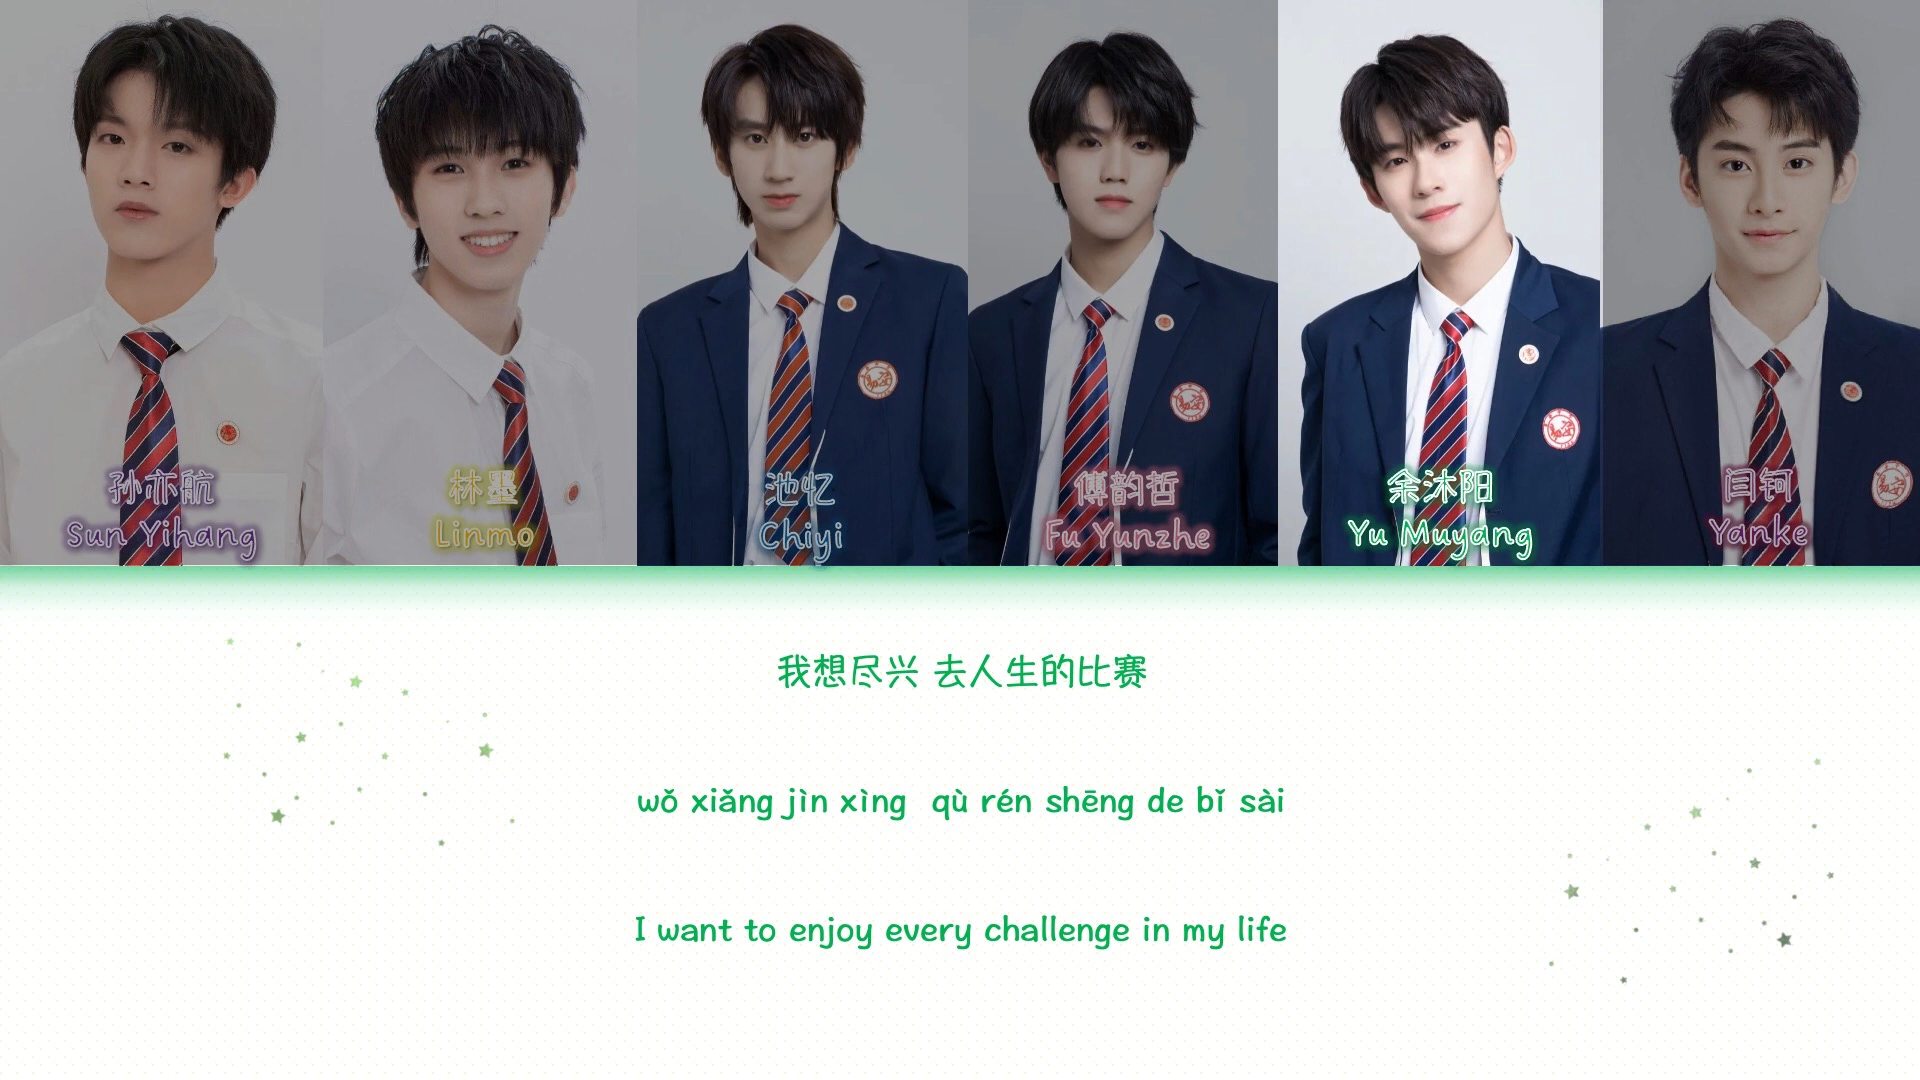 孙亦航
Sun Yihang
林墨
Linmo
池忆
Chiyi
傅韵哲
Fu Yunzhe
余沐阳
Yu Muyang
闫钶
Yanke
我想尽兴 去人生的比赛
wǒ xiǎng jìn xìng qù rén shēng de bǐ sài
I want to enjoy every challenge in my life